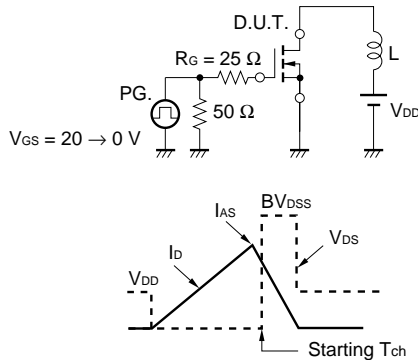 D.U.T.
RG = 25 Ω
L
PG.
50 Ω
VDD
VGS = 20 → 0 V
BVDSS
IAS
ID
VDS
VDD
Starting Tch